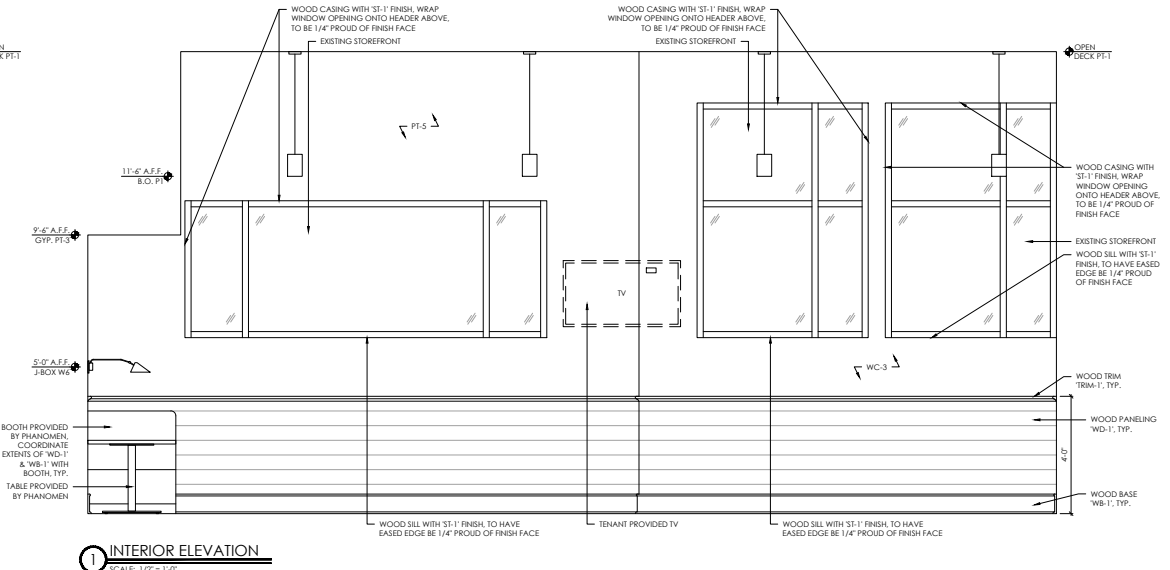 WOOD CASING WITH 'ST-1' FINISH, WRAP
WINDOW OPENING ONTO HEADER ABOVE,
TO BE 1/4" PROUD OF FINISH FACE
EXISTING STOREFRONT
WOOD CASING WITH 'ST-1' FINISH, WRAP
WINDOW OPENING ONTO HEADER ABOVE,
TO BE 1/4" PROUD OF FINISH FACE
EXISTING STOREFRONT
N
K PT-1
OPEN
DECK PT-1
PT-5
11'-6" A.F.F.
B.O. P1
WOOD CASING WITH
'ST-1' FINISH, WRAP
WINDOW OPENING
ONTO HEADER ABOVE,
TO BE 1/4" PROUD OF
FINISH FACE
9'-6" A.F.F.
GYP. PT-3
EXISTING STOREFRONT
WOOD SILL WITH 'ST-1'
FINISH, TO HAVE EASED
EDGE BE 1/4" PROUD
OF FINISH FACE
TV
5'-0" A.F.F.
J-BOX W6
WC-3
WOOD TRIM
'TRIM-1', TYP.
BOOTH PROVIDED
BY PHANOMEN,
COORDINATE
EXTENTS OF 'WD-1'
& 'WB-1' WITH
BOOTH, TYP.
TABLE PROVIDED
BY PHANOMEN
WOOD PANELING
'WD-1', TYP.
4'-0"
WOOD BASE
'WB-1', TYP.
WOOD SILL WITH 'ST-1' FINISH, TO HAVE
EASED EDGE BE 1/4" PROUD OF FINISH FACE
TENANT PROVIDED TV
WOOD SILL WITH 'ST-1' FINISH, TO HAVE
EASED EDGE BE 1/4" PROUD OF FINISH FACE
1 INTERIOR ELEVATION
SCALE: 1/2" = 1'-0"